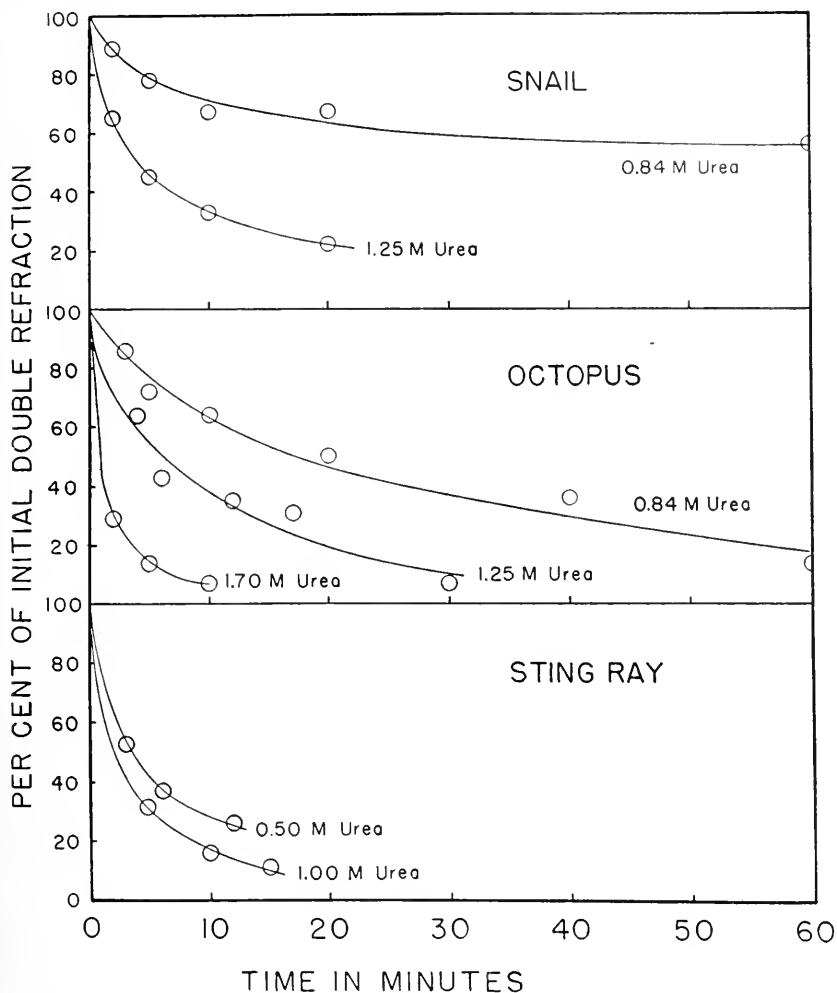 PER CENT OF INITIAL DOUBLE REFRACTION
100
80
60
40
20
SNAIL
0.84 M Urea
1.25 M Urea
100
80
60
40
20
OCTOPUS
0.84 M Urea
1.25 M Urea
1.70 M Urea
100
80
60
40
20
0
STING RAY
0.50 M Urea
1.00 M Urea
0 10 20 30 40 50 60
TIME IN MINUTES